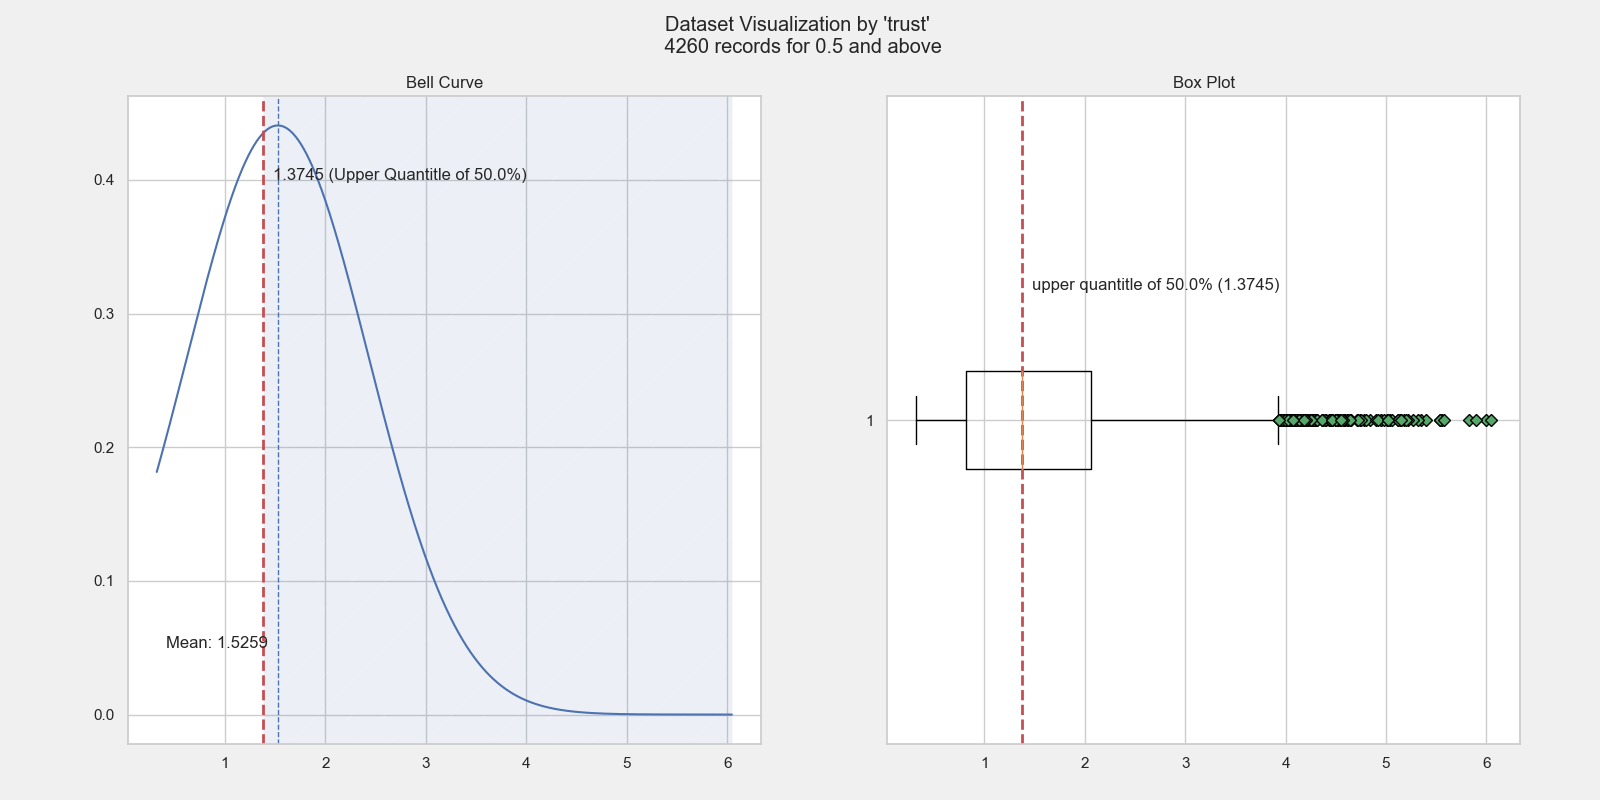 Dataset Visualization by 'trust'
4260 records for 0.5 and above
Bell Curve
0.4
0.3
0.2
0.1
0.0
1.3745 (Upper Quantitle of 50.0%)
Mean: 1.5259
1 2 3 4 5 6
Box Plot
upper quantitle of 50.0% (1.3745)
1
1 2 3 4 5 6